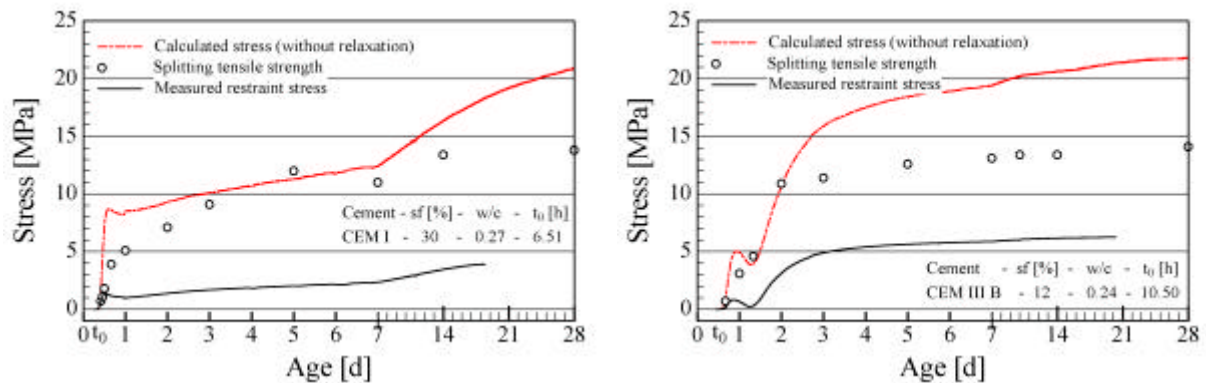 25
20
15
10
5
0
Stress [MPa]
Calculated stress (without relaxation)
Splitting tensile strength
Measured restraint stress
Cement - sf [%] - w/c - t0 [h]
CEM I - 30 - 0.27 - 6.51
0 t0 1 2 3 4 5 6 7 14 21 28
Age [d]
25
20
15
10
5
0
Stress [MPa]
Calculated stress (without relaxation)
Splitting tensile strength
Measured restraint stress
Cement - sf [%] - w/c - t0 [h]
CEM III B - 12 - 0.24 - 10.50
0 t0 1 2 3 4 5 6 7 14 21 28
Age [d]